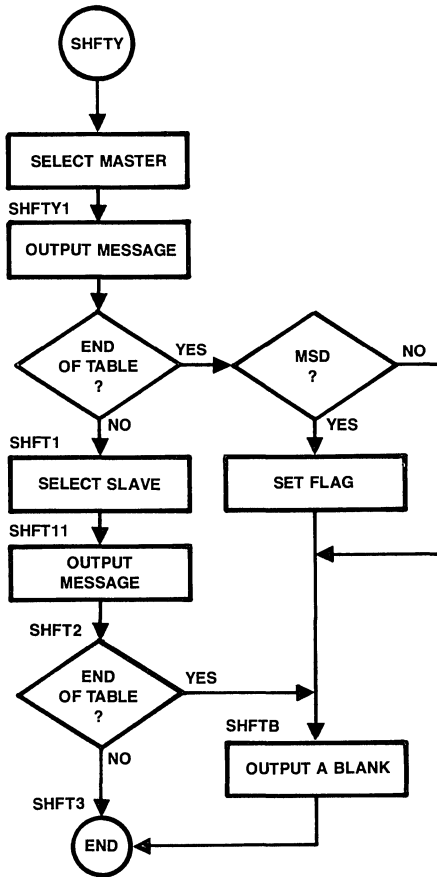 SHFTY
SELECT MASTER
SHFTY1
OUTPUT MESSAGE
END
OF TABLE
?
YES
MSD
?
NO
NO
YES
SHFT1
SELECT SLAVE
SET FLAG
SHFT11
OUTPUT
MESSAGE
SHFT2
END
OF TABLE
?
YES
SHFTB
OUTPUT A BLANK
NO
SHFT3
END